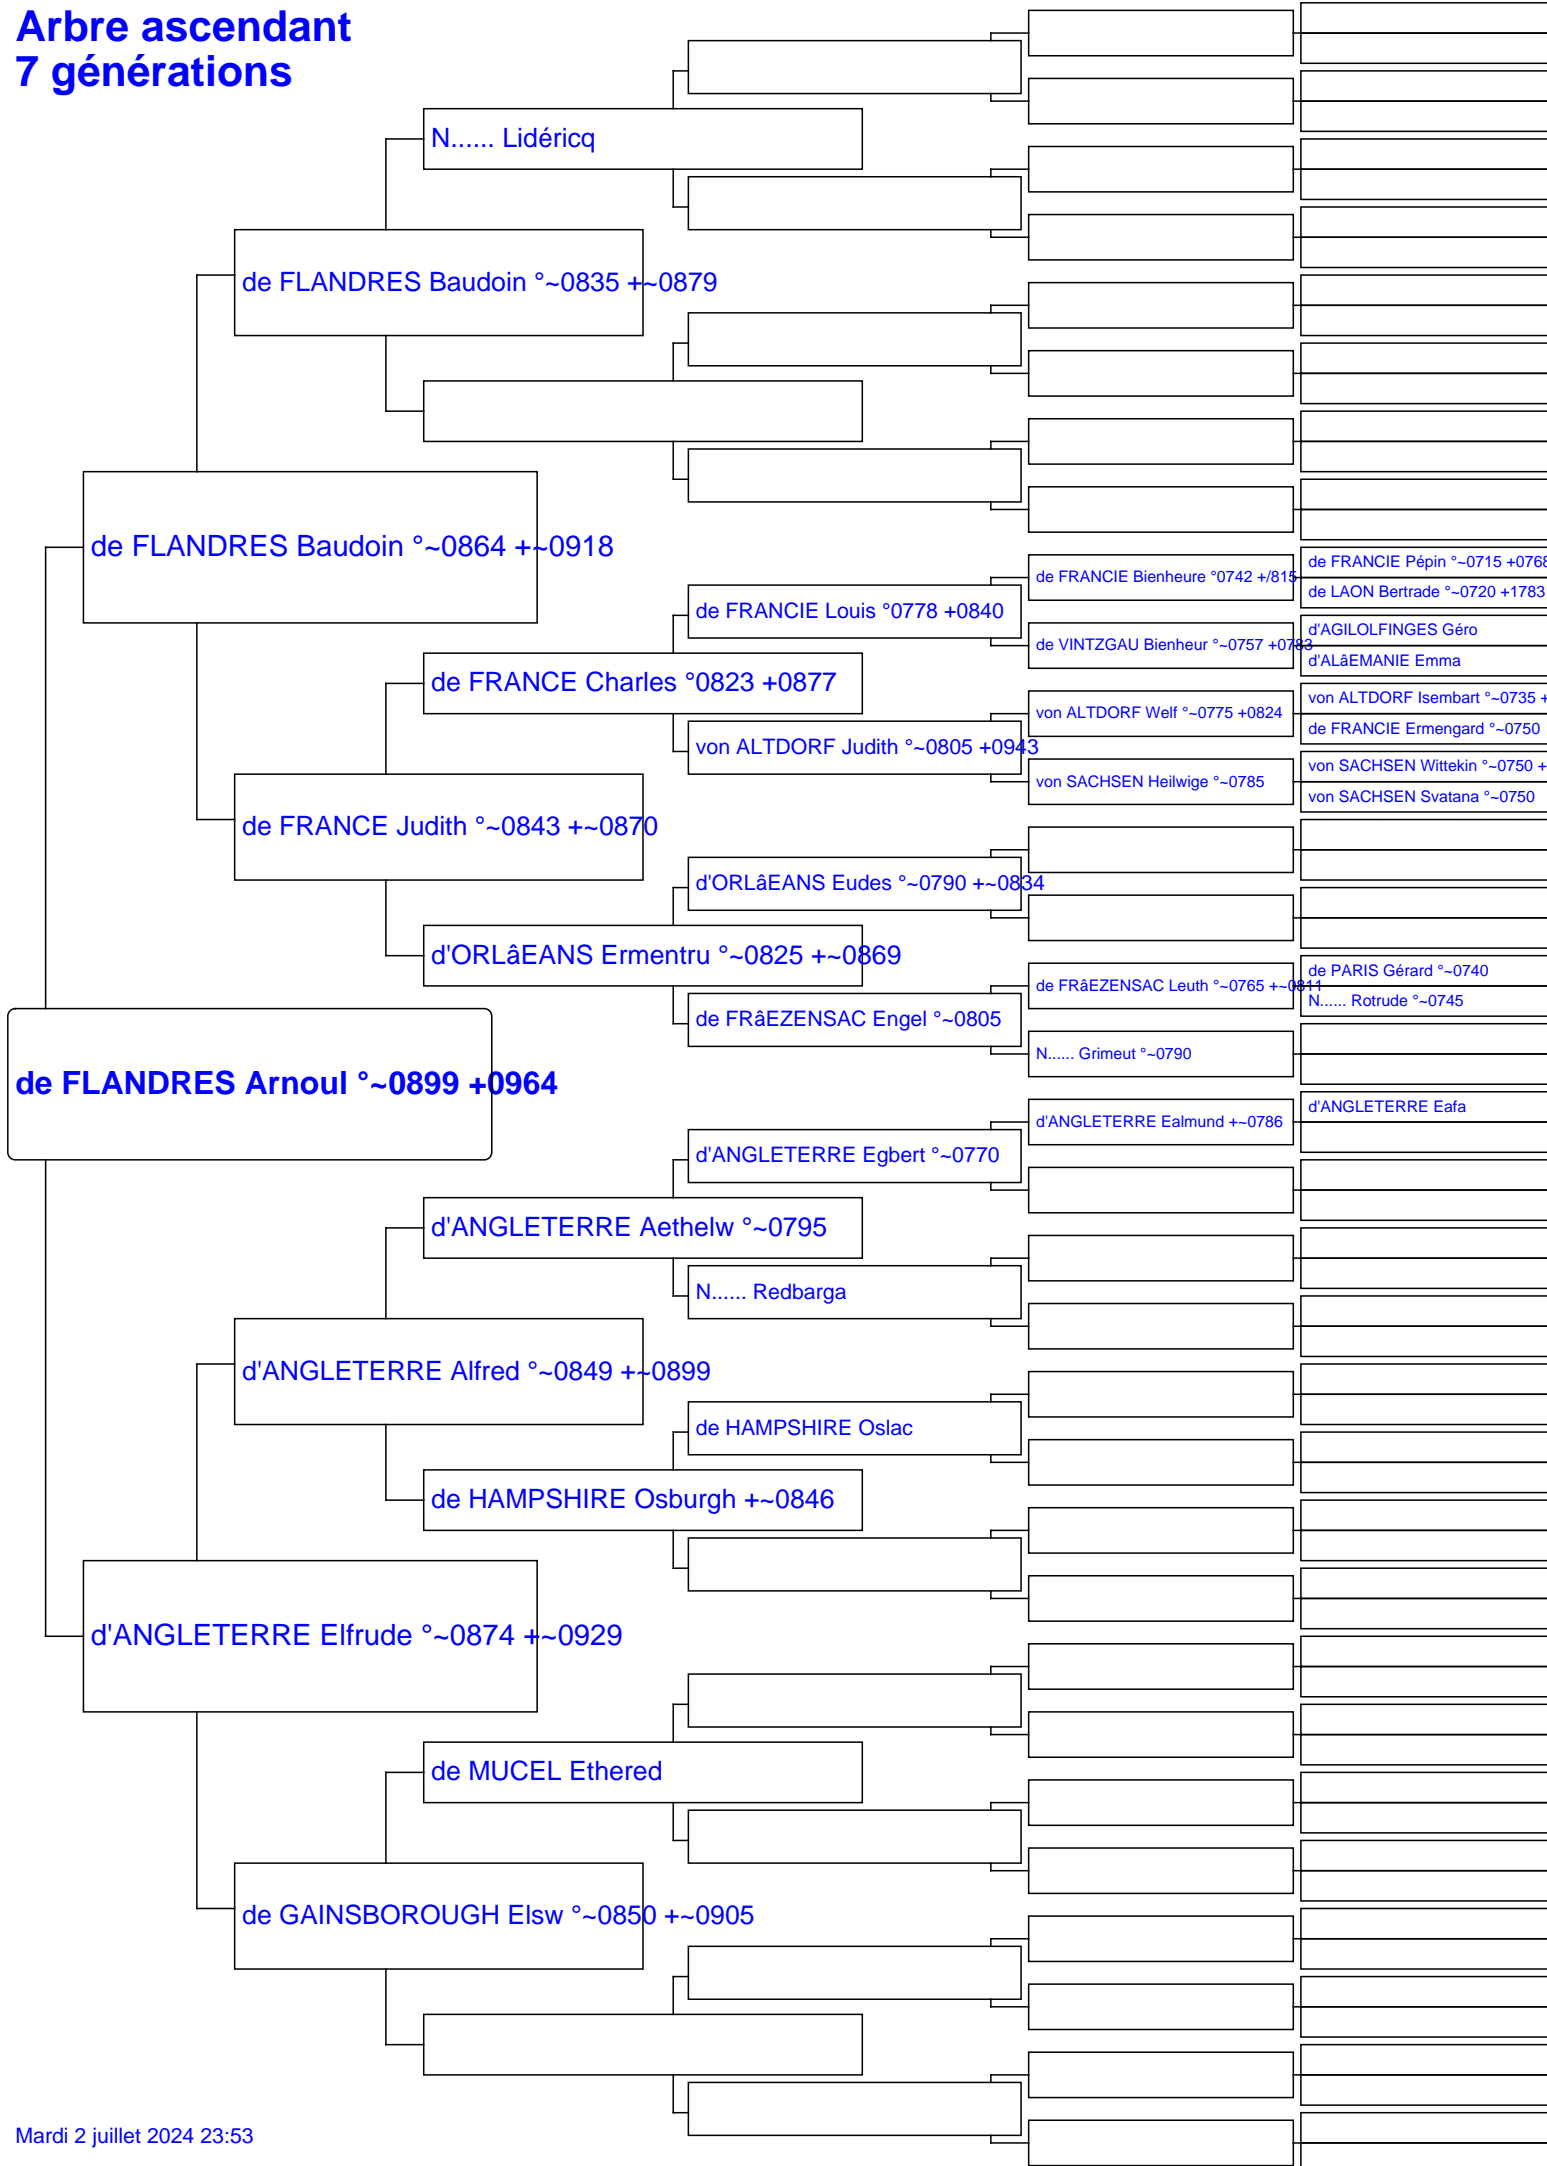 Arbre ascendant
7 générations
N...... Lidéricq
de FLANDRES Baudoin °~0835 +~0879
de FLANDRES Baudoin °~0864 +~0918
de FRANCIE Bienheure °0742 +/815
de FRANCIE Pépin °~0715 +0768
de LAON Bertrade °~0720 +1783
de FRANCIE Louis °0778 +0840
de VINTZGAU Bienheur °~0757 +0783
d'AGILOLFINGES Géro
d'ALâEMANIE Emma
de FRANCE Charles °0823 +0877
von ALTDORF Welf °~0775 +0824
von ALTDORF Isembart °~0735 +
de FRANCIE Ermengard °~0750
von ALTDORF Judith °~0805 +0943
von SACHSEN Heilwige °~0785
von SACHSEN Wittekin °~0750 +
von SACHSEN Svatana °~0750
de FRANCE Judith °~0843 +~0870
d'ORLâEANS Eudes °~0790 +~0834
d'ORLâEANS Ermentru °~0825 +~0869
de FRâEZENSAC Leuth °~0765 +~0811
de PARIS Gérard °~0740
N...... Rotrude °~0745
de FRâEZENSAC Engel °~0805
N...... Grimeut °~0790
de FLANDRES Arnoul °~0899 +0964
d'ANGLETERRE Ealmund +~0786
d'ANGLETERRE Eafa
d'ANGLETERRE Egbert °~0770
d'ANGLETERRE Aethelw °~0795
N...... Redbarga
d'ANGLETERRE Alfred °~0849 +~0899
de HAMPSHIRE Oslac
de HAMPSHIRE Osburgh +~0846
d'ANGLETERRE Elfrude °~0874 +~0929
de MUCEL Ethered
de GAINSBOROUGH Elsw °~0850 +~0905
Mardi 2 juillet 2024 23:53